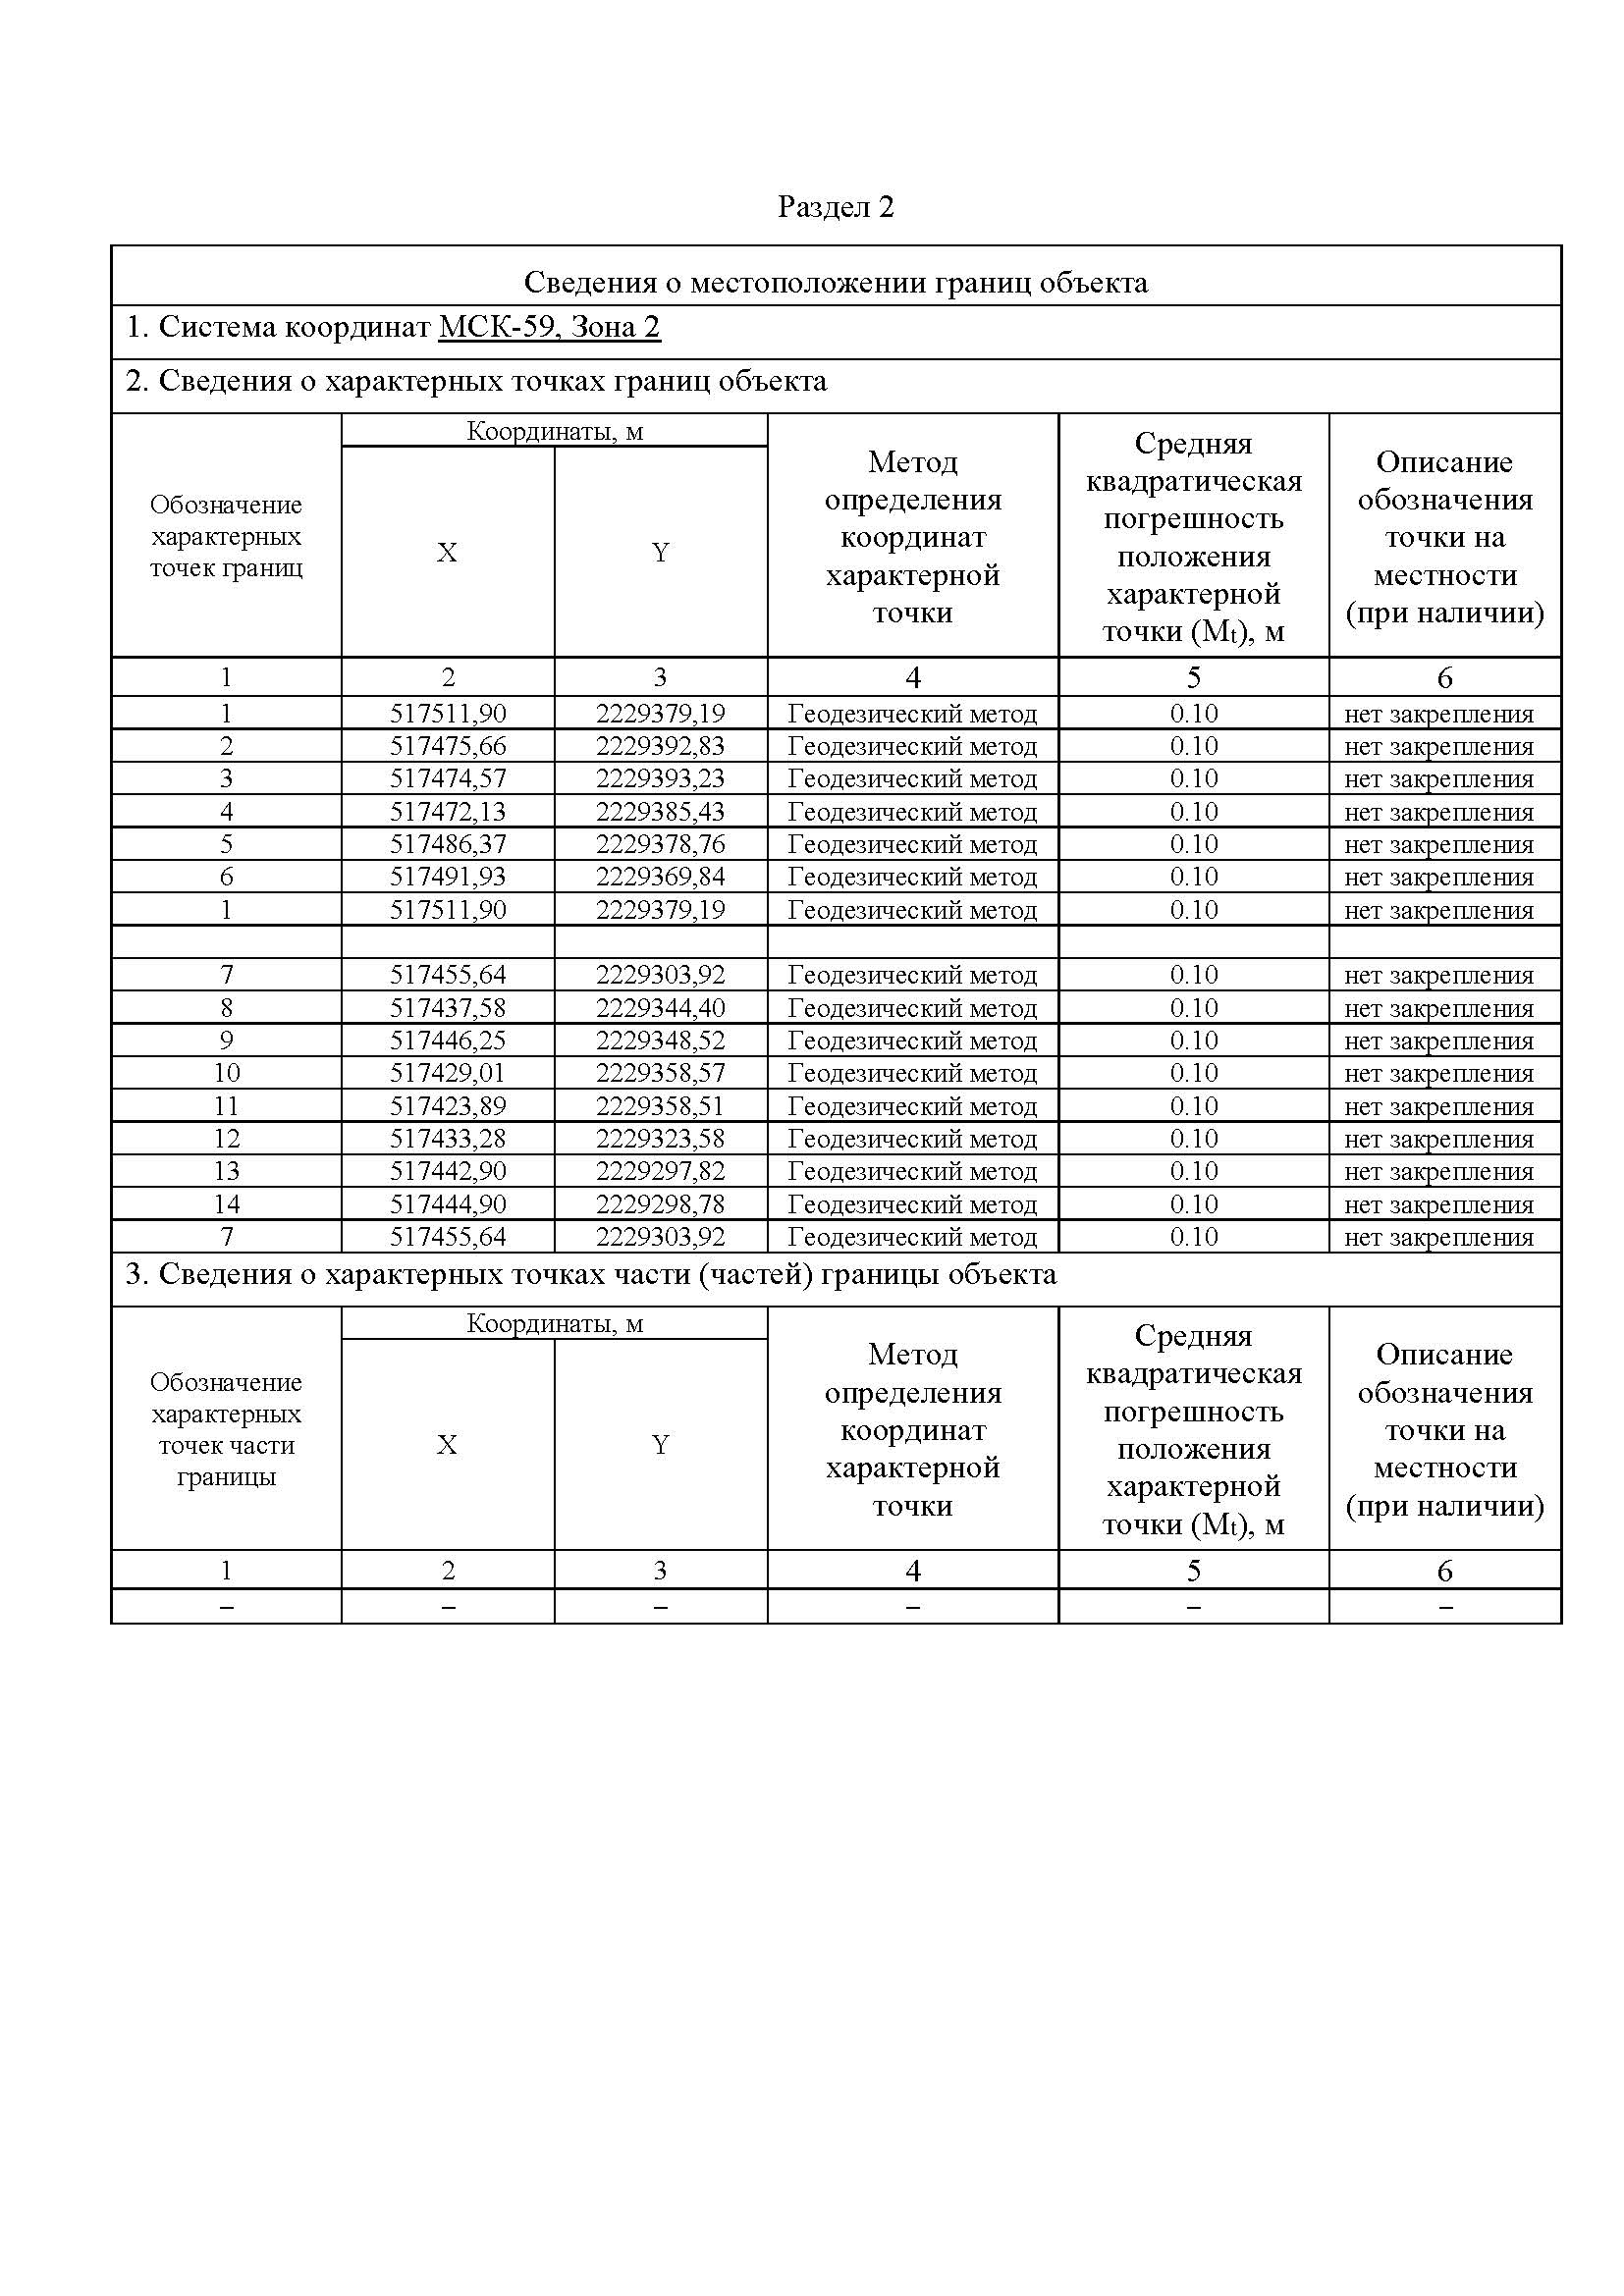 Раздел 2
Сведения о местоположении границ объекта
1. Система координат МСК-59, Зона 2
2. Сведения о характерных точках границ объекта
Обозначение
характерных
точек границ
Координаты, м
X
Y
Метод
определения
координат
характерной
точки
Средняя
квадратическая
погрешность
положения
характерной
точки (Mt), м
Описание
обозначения
точки на
местности
(при наличии)
1 2 3 4 5 6
1 517511,90 2229379,19 Геодезический метод 0.10 нет закрепления
2 517475,66 2229392,83 Геодезический метод 0.10 нет закрепления
3 517474,57 2229393,23 Геодезический метод 0.10 нет закрепления
4 517472,13 2229385,43 Геодезический метод 0.10 нет закрепления
5 517486,37 2229378,76 Геодезический метод 0.10 нет закрепления
6 517491,93 2229369,84 Геодезический метод 0.10 нет закрепления
1 517511,90 2229379,19 Геодезический метод 0.10 нет закрепления
7 517455,64 2229303,92 Геодезический метод 0.10 нет закрепления
8 517437,58 2229344,40 Геодезический метод 0.10 нет закрепления
9 517446,25 2229348,52 Геодезический метод 0.10 нет закрепления
10 517429,01 2229358,57 Геодезический метод 0.10 нет закрепления
11 517423,89 2229358,51 Геодезический метод 0.10 нет закрепления
12 517433,28 2229323,58 Геодезический метод 0.10 нет закрепления
13 517442,90 2229297,82 Геодезический метод 0.10 нет закрепления
14 517444,90 2229298,78 Геодезический метод 0.10 нет закрепления
7 517455,64 2229303,92 Геодезический метод 0.10 нет закрепления
3. Сведения о характерных точках части (частей) границы объекта
Обозначение
характерных
точек части
границы
Координаты, м
X
Y
Метод
определения
координат
характерной
точки
Средняя
квадратическая
погрешность
положения
характерной
точки (Mt), м
Описание
обозначения
точки на
местности
(при наличии)
1 2 3 4 5 6
– – – – – –